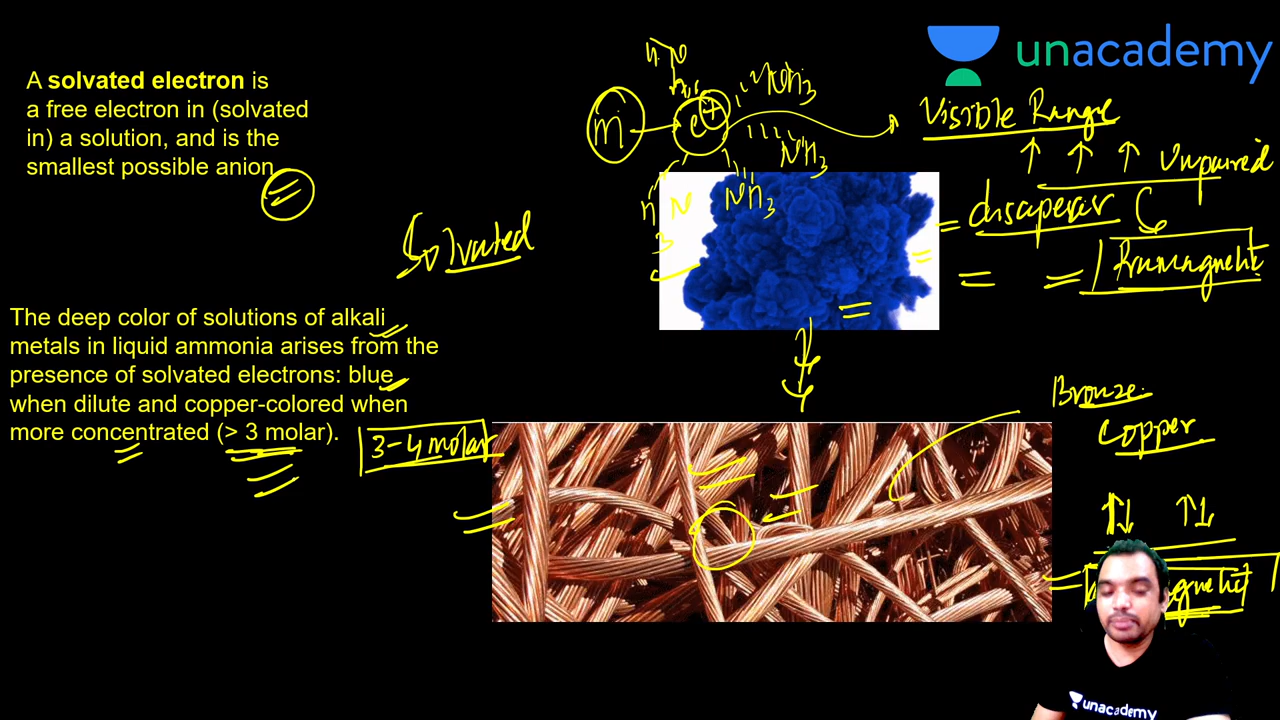 unacademy
A solvated electron is
a free electron in (solvated
in) a solution, and is the
smallest possible anion
m
e
+
NH3
NH3
NH3
Visible Range
↑ ↑ ↑ Unpaired
disapear
Solvated
The deep color of solutions of alkali
metals in liquid ammonia arises from the
presence of solvated electrons: blue
when dilute and copper-colored when
more concentrated (> 3 molar).
3-4 molar
Bronze
Copper
↑↓ ↑↓
unacademy